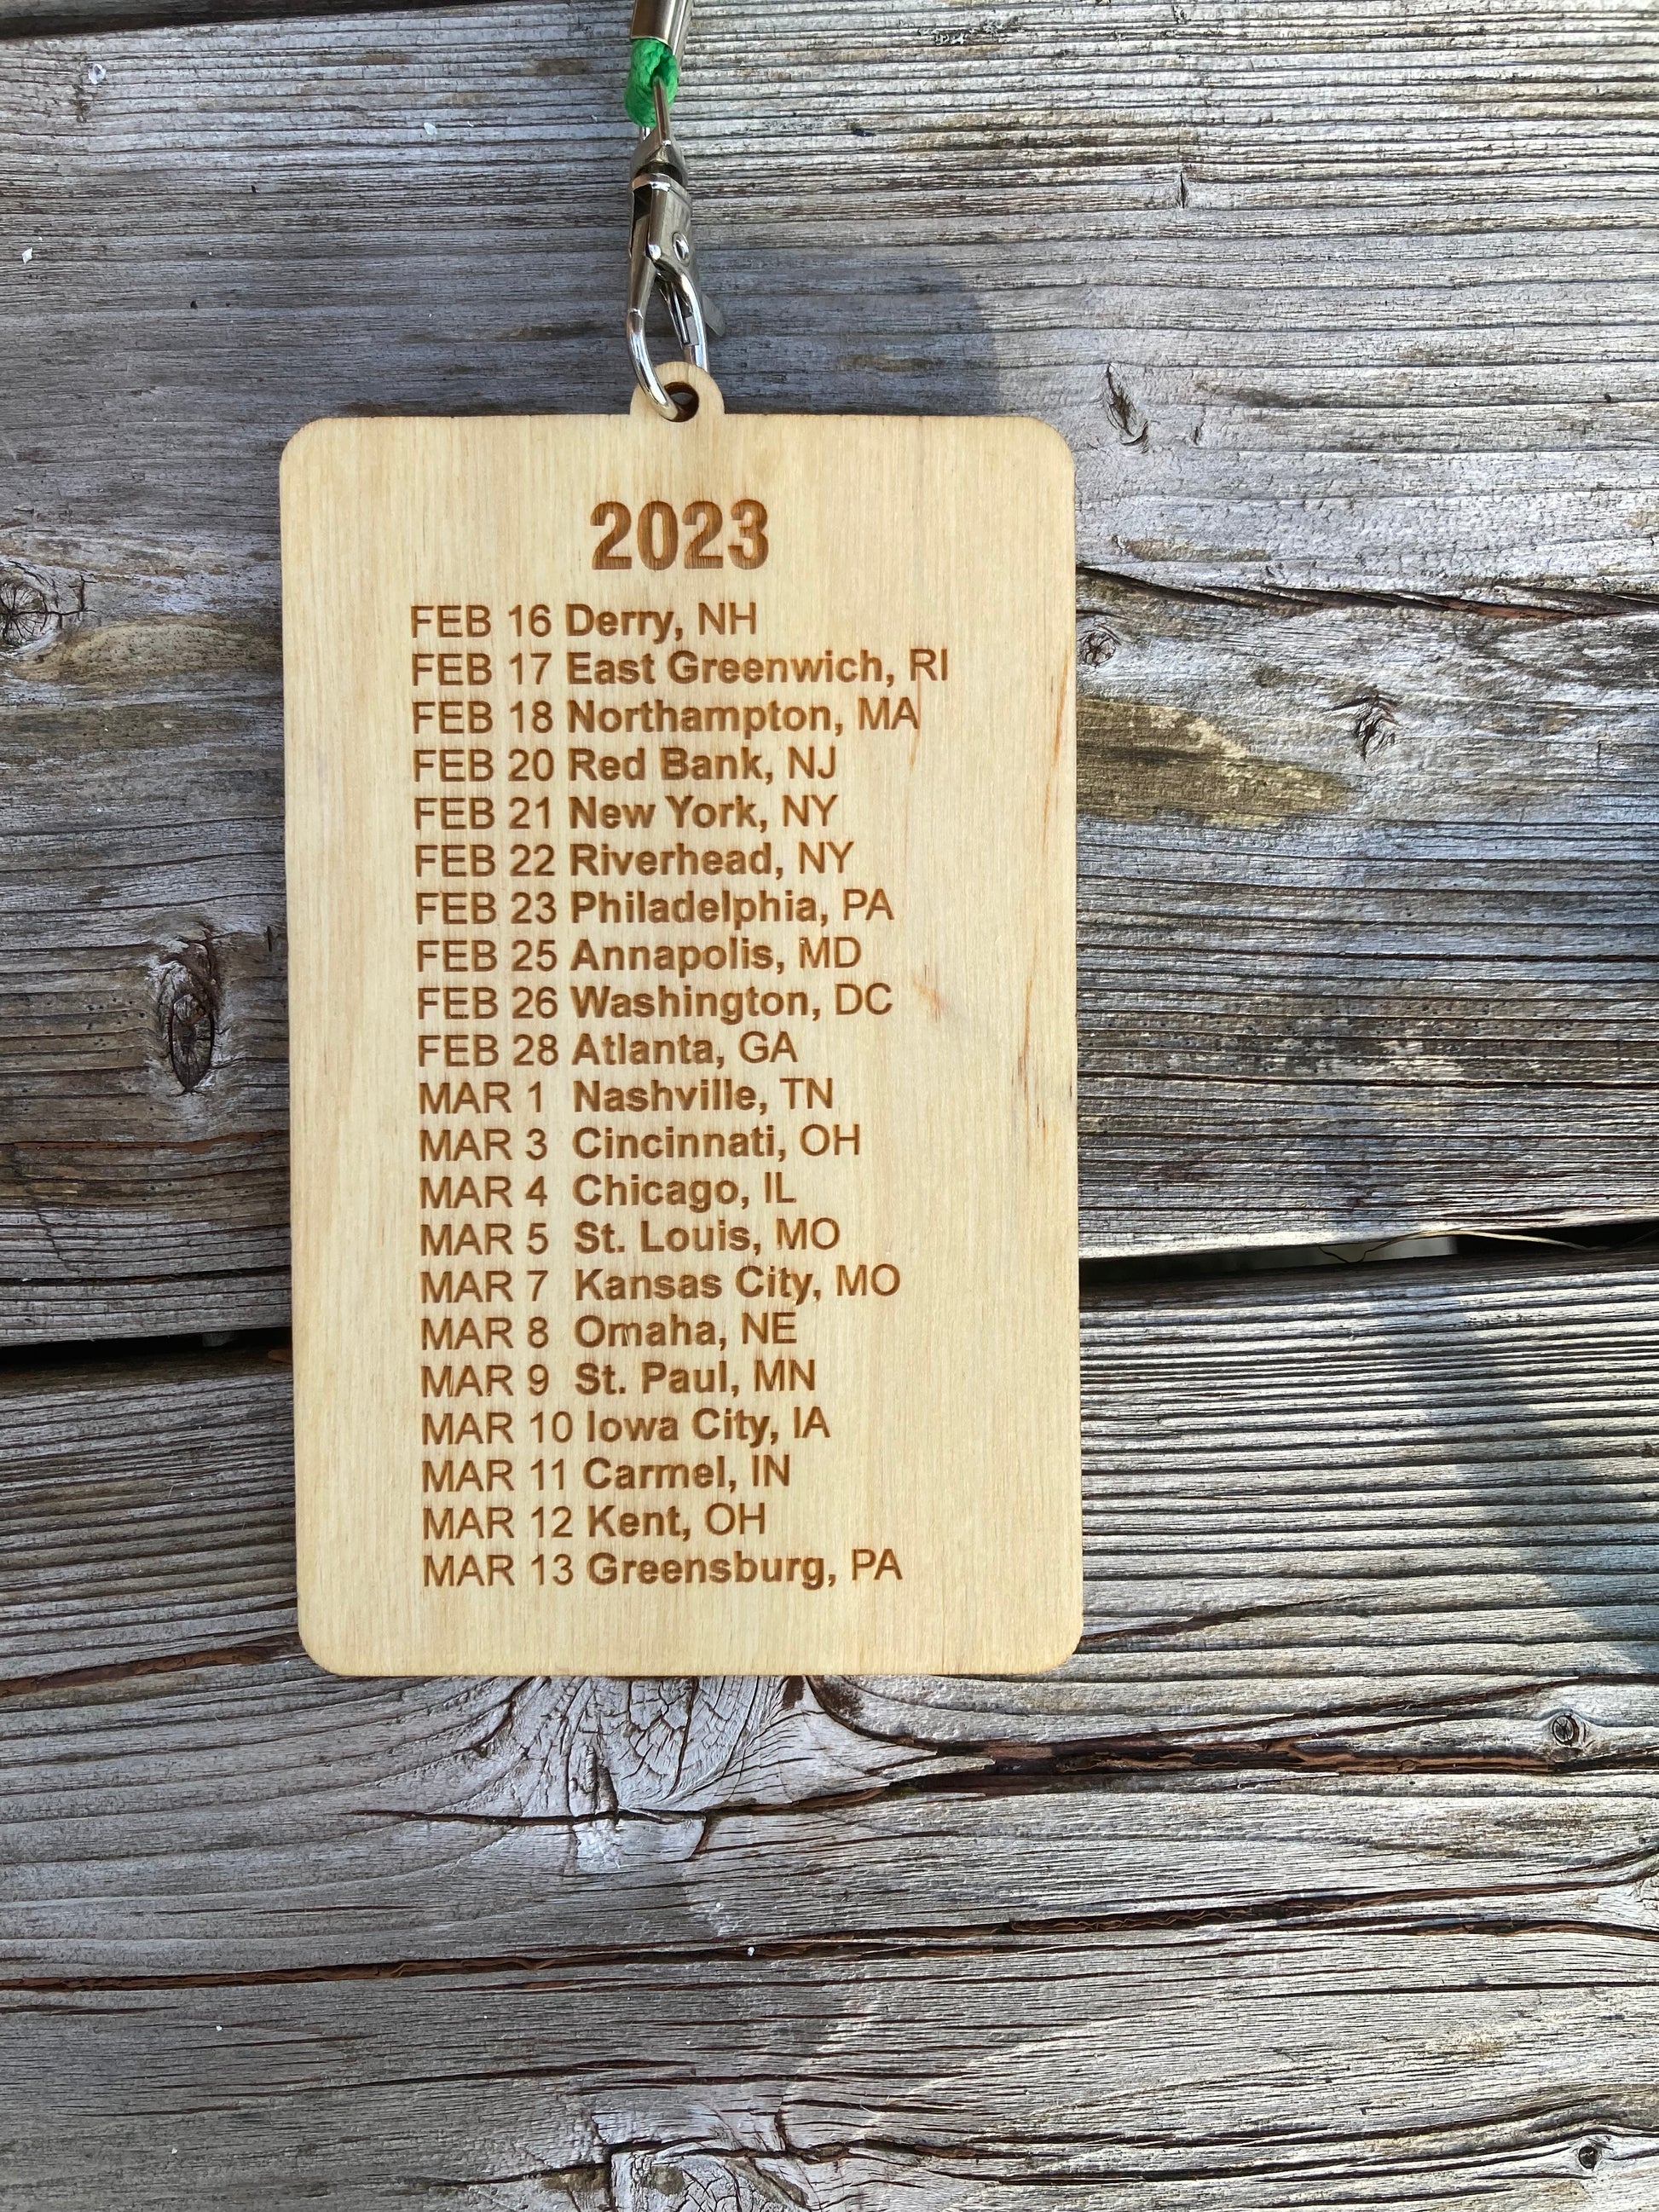 2023
FEB 16 Derry, NH
FEB 17 East Greenwich, RI
FEB 18 Northampton, MA
FEB 20 Red Bank, NJ
FEB 21 New York, NY
FEB 22 Riverhead, NY
FEB 23 Philadelphia, PA
FEB 25 Annapolis, MD
FEB 26 Washington, DC
FEB 28 Atlanta, GA
MAR 1 Nashville, TN
MAR 3 Cincinnati, OH
MAR 4 Chicago, IL
MAR 5 St. Louis, MO
MAR 7 Kansas City, MO
MAR 8 Omaha, NE
MAR 9 St. Paul, MN
MAR 10 Iowa City, IA
MAR 11 Carmel, IN
MAR 12 Kent, OH
MAR 13 Greensburg, PA